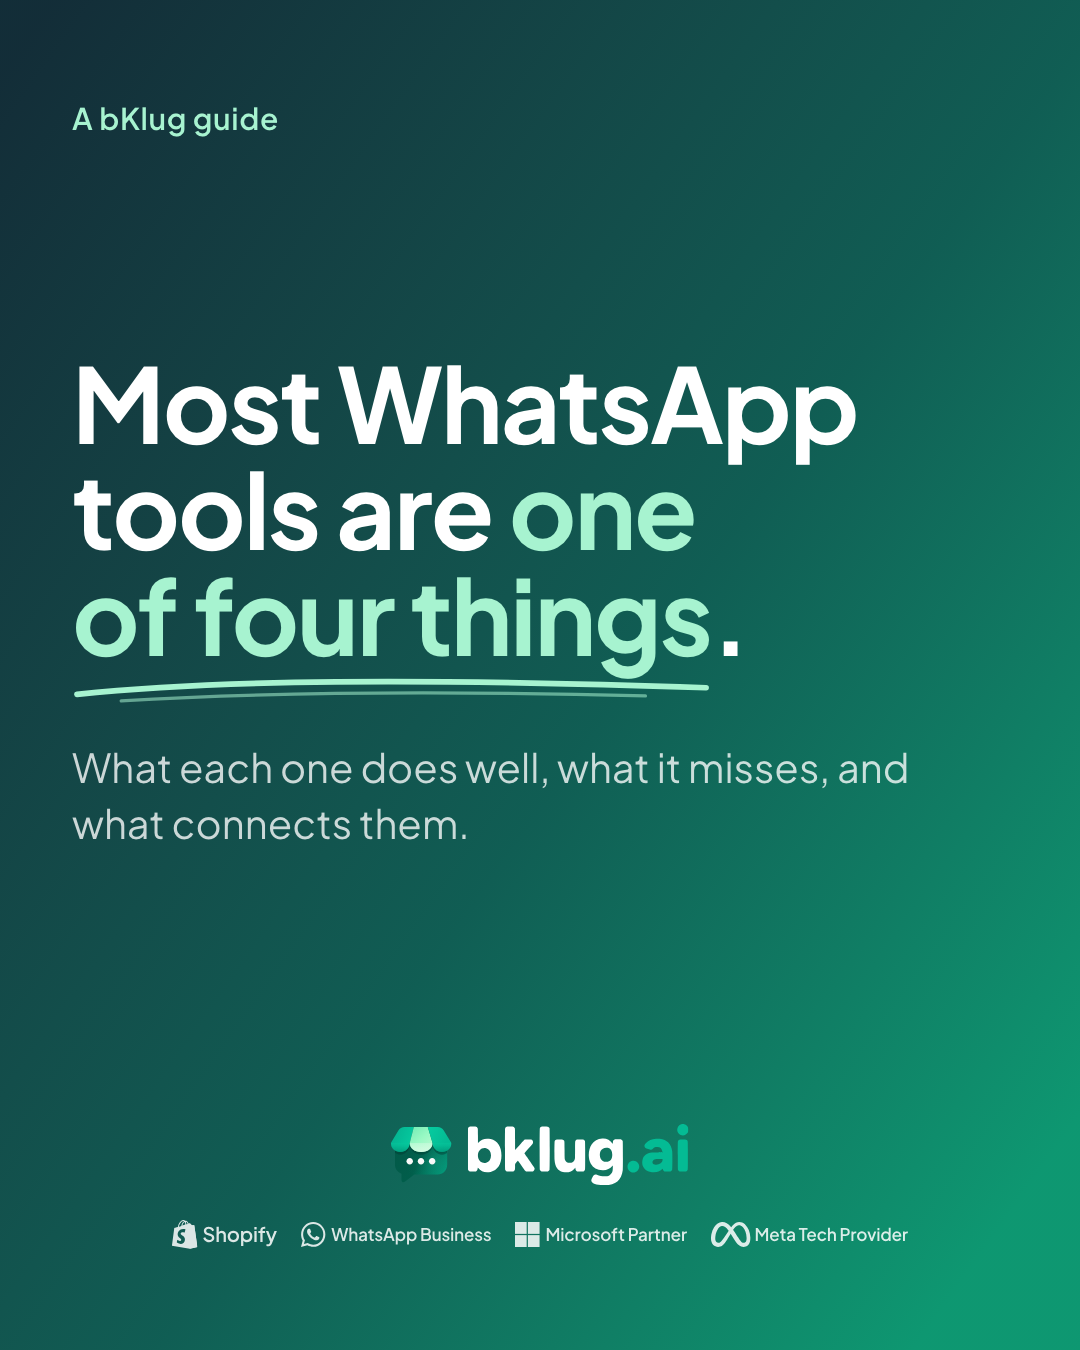 A bKlug guide
Most WhatsApp
tools are one
of four things.
What each one does well, what it misses, and
what connects them.
bklug.ai
Shopify WhatsApp Business Microsoft Partner Meta Tech Provider